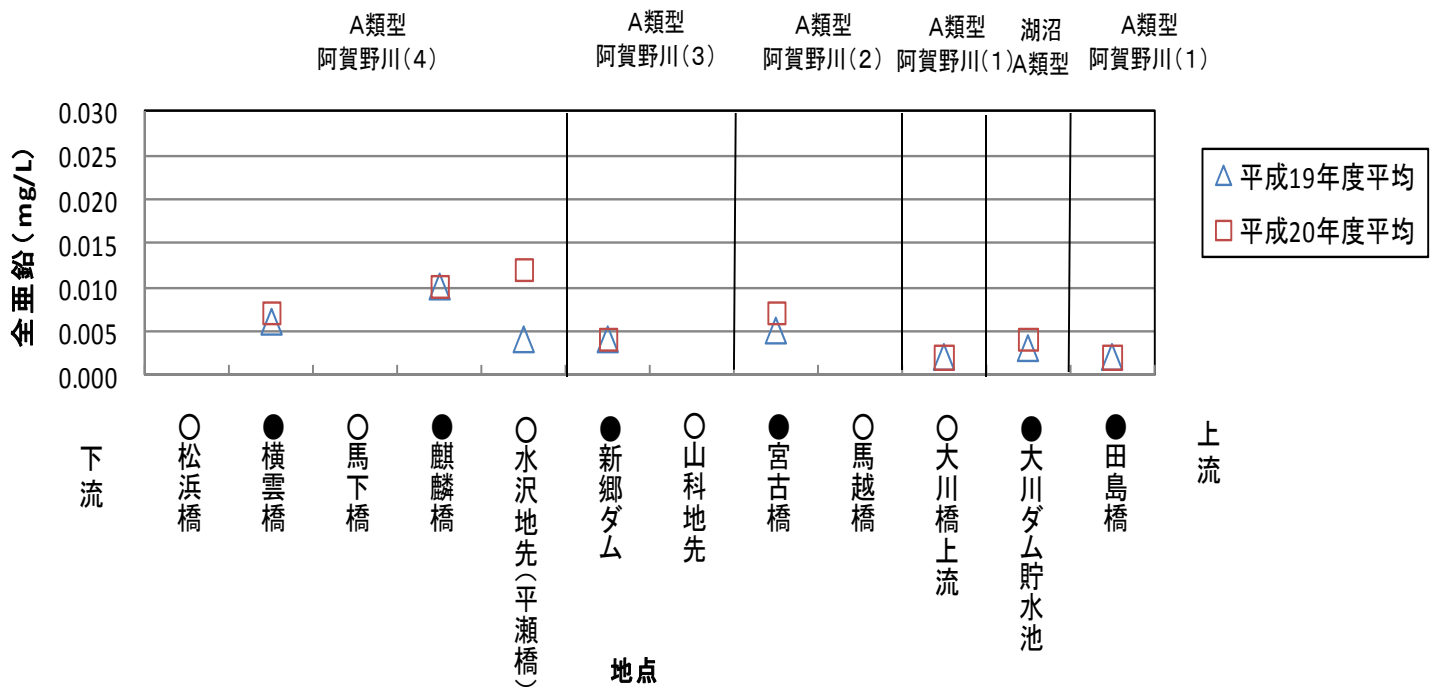 A類型
阿賀野川(4)
A類型
阿賀野川(3)
A類型
阿賀野川(2)
A類型
阿賀野川(1)
湖沼
A類型
A類型
阿賀野川(1)
全亜鉛(mg/L)
0.030
0.025
0.020
0.015
0.010
0.005
0.000
△ 平成19年度平均
□ 平成20年度平均
下流
○松浜橋
●横雲橋
○馬下橋
●麒麟橋
○水沢地先(平瀬橋)
●新郷ダム
○山科地先
●宮古橋
○馬越橋
○大川橋上流
●大川ダム貯水池
●田島橋
上流
地点